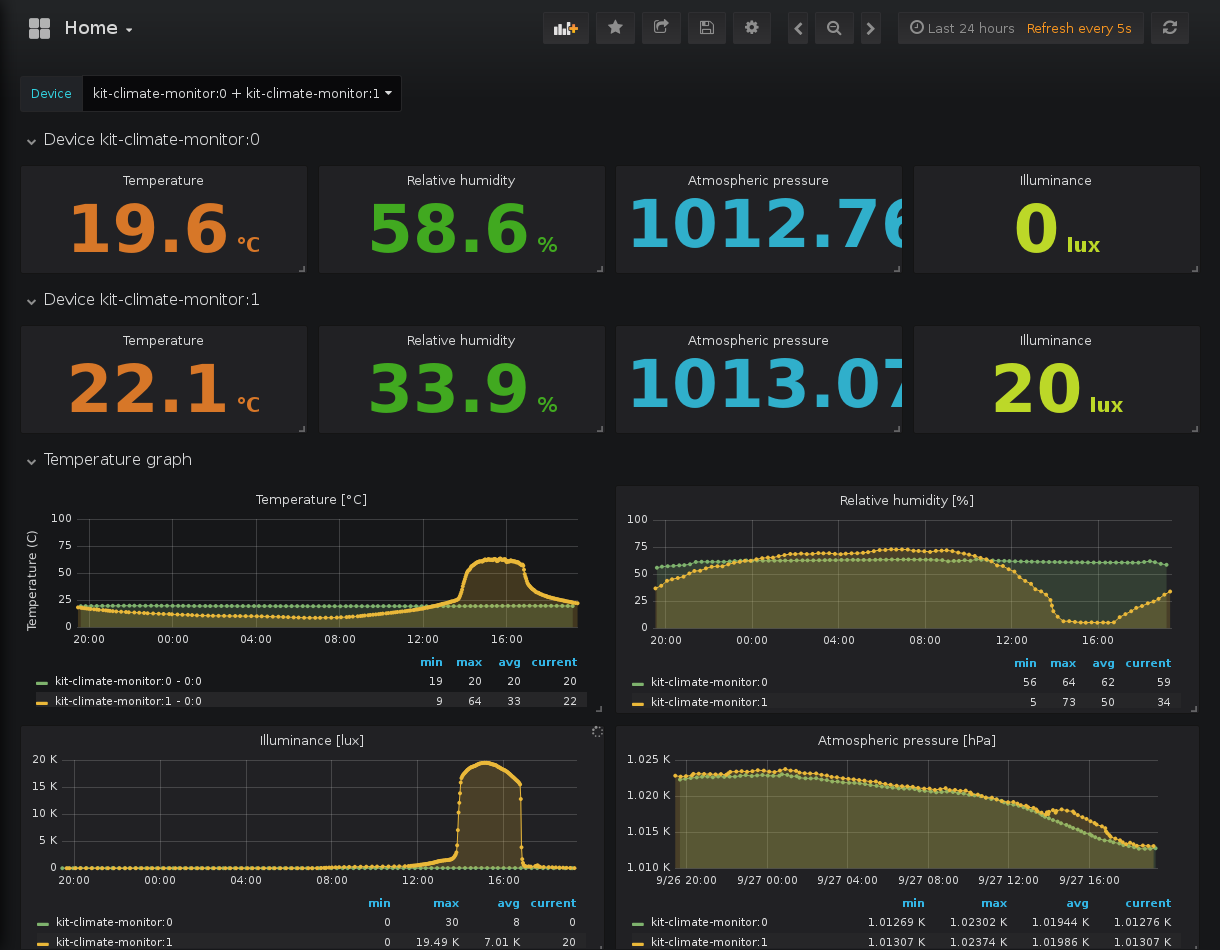 Home
Last 24 hours Refresh every 5s
Device kit-climate-monitor:0 + kit-climate-monitor:1
Device kit-climate-monitor:0
Temperature Relative humidity Atmospheric pressure Illuminance
19.6 °C 58.6 % 1012.76 0 lux
Device kit-climate-monitor:1
Temperature Relative humidity Atmospheric pressure Illuminance
22.1 °C 33.9 % 1013.07 20 lux
Temperature graph
Temperature [°C]
Temperature (C)
100
75
50
25
0
20:00 00:00 04:00 08:00 12:00 16:00
min max avg current
kit-climate-monitor:0 - 0:0 19 20 20 20
kit-climate-monitor:1 - 0:0 9 64 33 22
Relative humidity [%]
100
75
50
25
0
20:00 00:00 04:00 08:00 12:00 16:00
min max avg current
kit-climate-monitor:0 56 64 62 59
kit-climate-monitor:1 5 73 50 34
Illuminance [lux]
20 K
15 K
10 K
5 K
0
20:00 00:00 04:00 08:00 12:00 16:00
min max avg current
kit-climate-monitor:0 0 30 8 0
kit-climate-monitor:1 0 19.49 K 7.01 K 20
Atmospheric pressure [hPa]
1.025 K
1.020 K
1.015 K
1.010 K
9/26 20:00 9/27 00:00 9/27 04:00 9/27 08:00 9/27 12:00 9/27 16:00
min max avg current
kit-climate-monitor:0 1.01269 K 1.02302 K 1.01944 K 1.01276 K
kit-climate-monitor:1 1.01307 K 1.02374 K 1.01986 K 1.01307 K